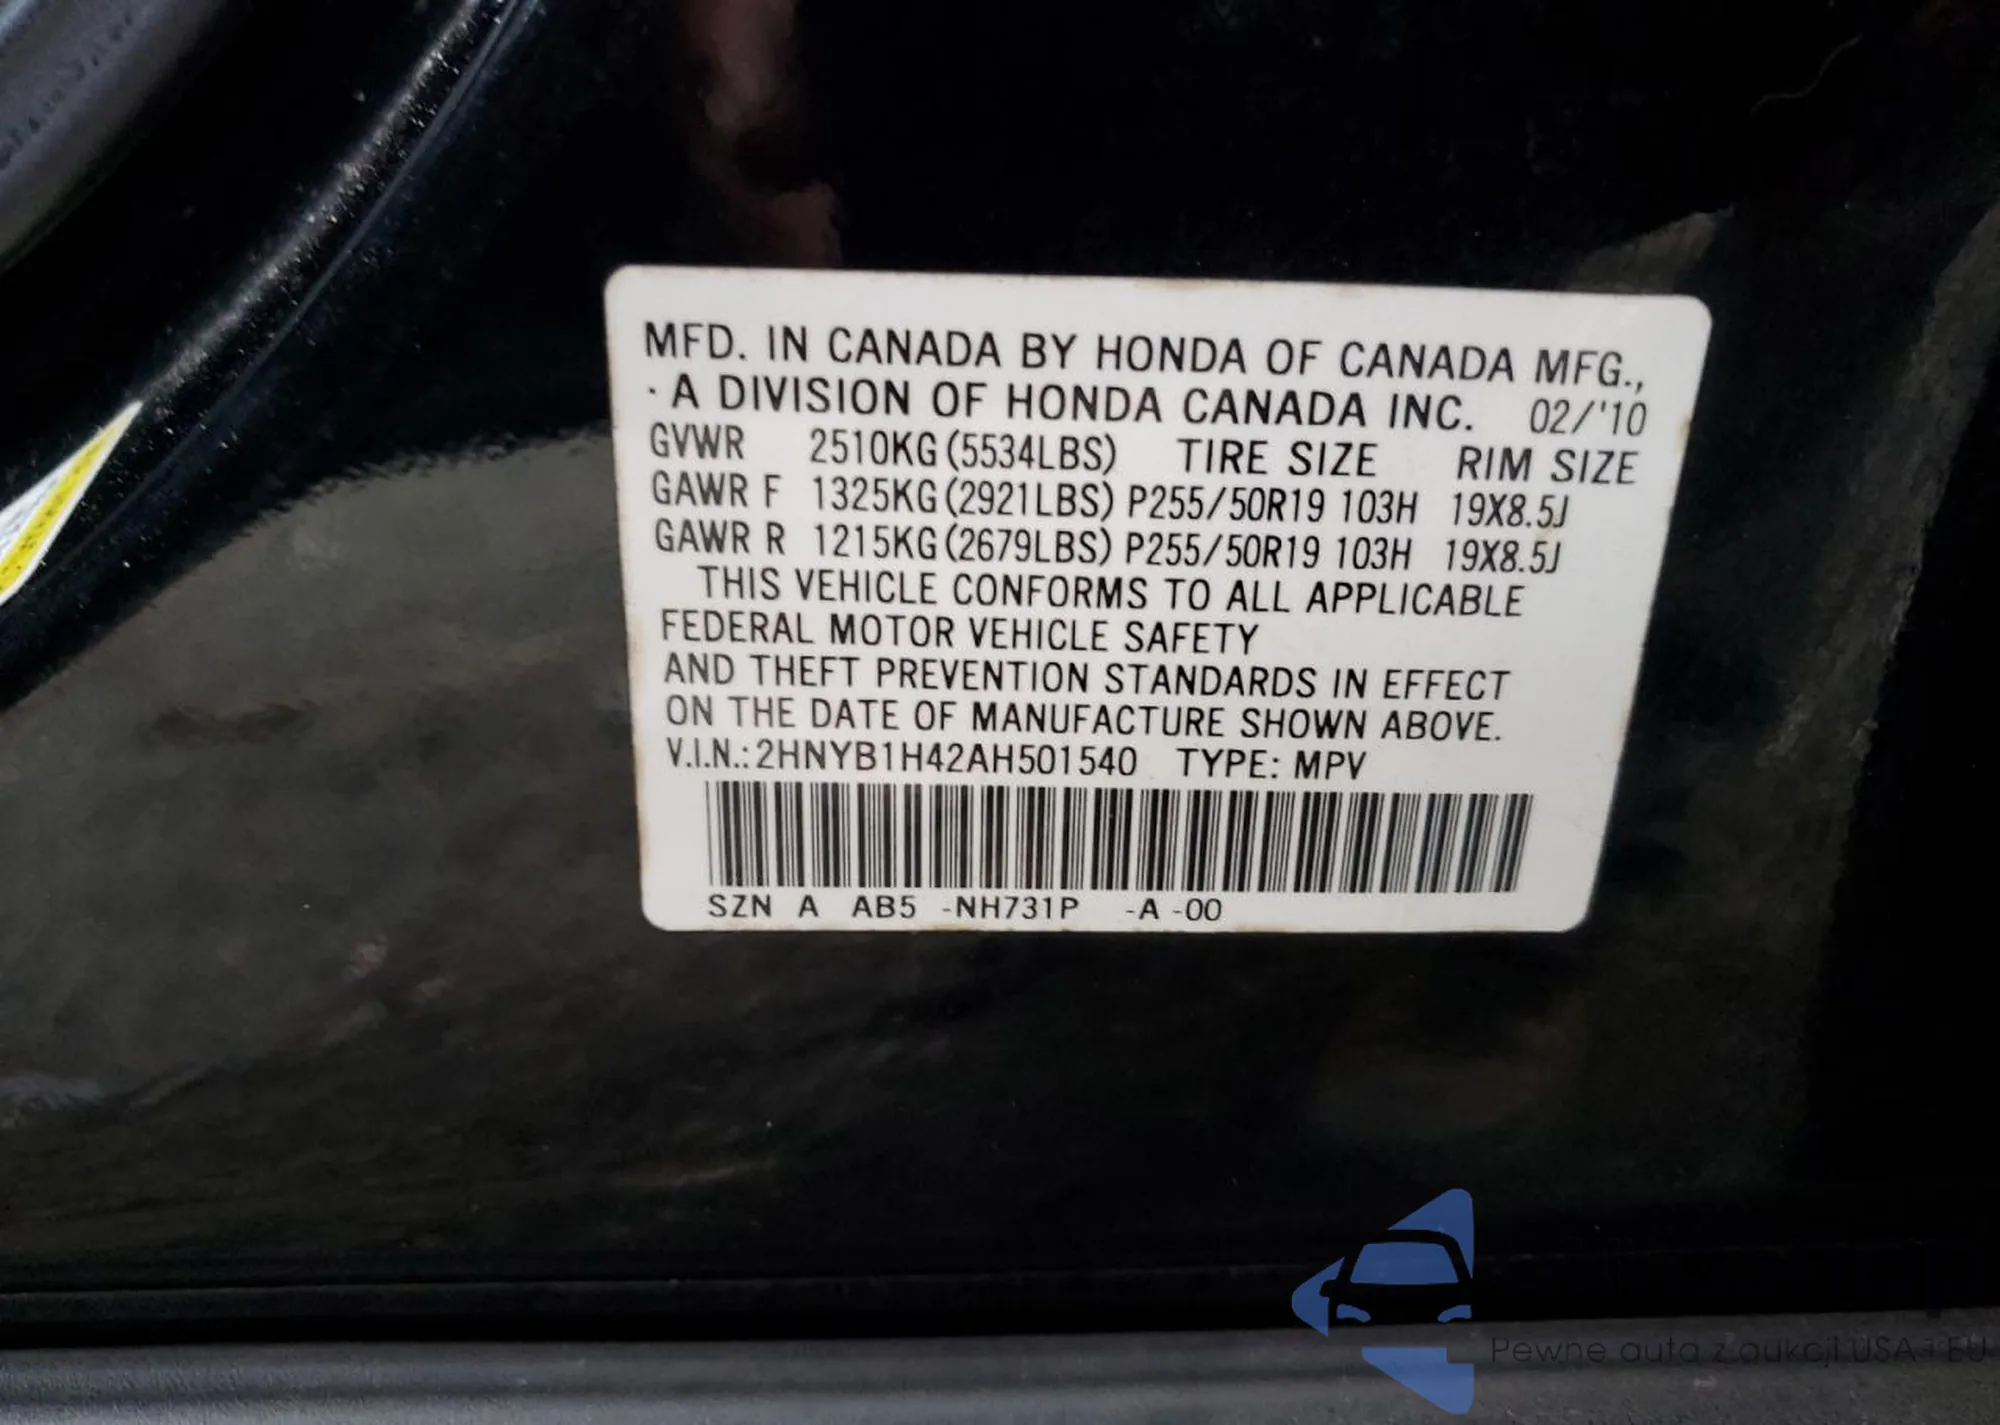 MFD. IN CANADA BY HONDA OF CANADA MFG.,
· A DIVISION OF HONDA CANADA INC. 02/'10
GVWR 2510KG (5534LBS) TIRE SIZE RIM SIZE
GAWR F 1325KG (2921LBS) P255/50R19 103H 19X8.5J
GAWR R 1215KG (2679LBS) P255/50R19 103H 19X8.5J
THIS VEHICLE CONFORMS TO ALL APPLICABLE
FEDERAL MOTOR VEHICLE SAFETY
AND THEFT PREVENTION STANDARDS IN EFFECT
ON THE DATE OF MANUFACTURE SHOWN ABOVE.
V.I.N.: 2HNYB1H42AH501540 TYPE: MPV
SZN A AB5 -NH731P -A -00
Pewne auta z aukcji USA i EU